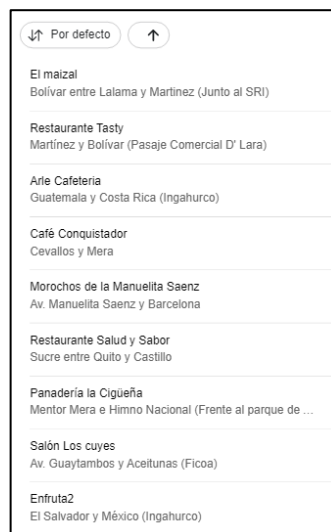 Por defecto
El maizal
Bolívar entre Lalama y Martinez (Junto al SRI)
Restaurante Tasty
Martínez y Bolívar (Pasaje Comercial D' Lara)
Arle Cafeteria
Guatemala y Costa Rica (Ingahurco)
Café Conquistador
Cevallos y Mera
Morochos de la Manuelita Saenz
Av. Manuelita Saenz y Barcelona
Restaurante Salud y Sabor
Sucre entre Quito y Castillo
Panadería la Cigüeña
Mentor Mera e Himno Nacional (Frente al parque de ...
Salón Los cuyes
Av. Guaytambos y Aceitunas (Ficoa)
Enfruta2
El Salvador y México (Ingahurco)